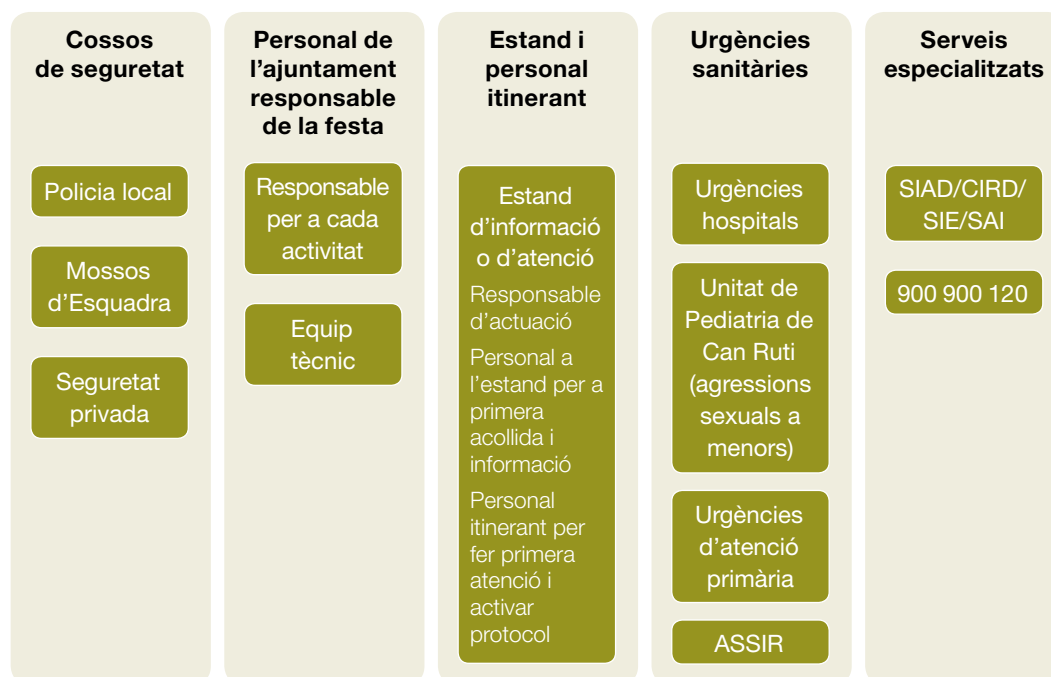 Cossos
de seguretat
Policia local
Mossos
d’Esquadra
Seguretat
privada
Personal de
l’ajuntament
responsable
de la festa
Responsable
per a cada
activitat
Equip
tècnic
Estand i
personal
itinerant
Estand
d’informació
o d’atenció
Responsable
d’actuació
Personal a
l’estand per a
primera
acollida i
informació
Personal
itinerant per
fer primera
atenció i
activar
protocol
Urgències
sanitàries
Urgències
hospitals
Unitat de
Pediatria de
Can Ruti
(agressions
sexuals a
menors)
Urgències
d’atenció
primària
ASSIR
Serveis
especialitzats
SIAD/CIRD/
SIE/SAI
900 900 120